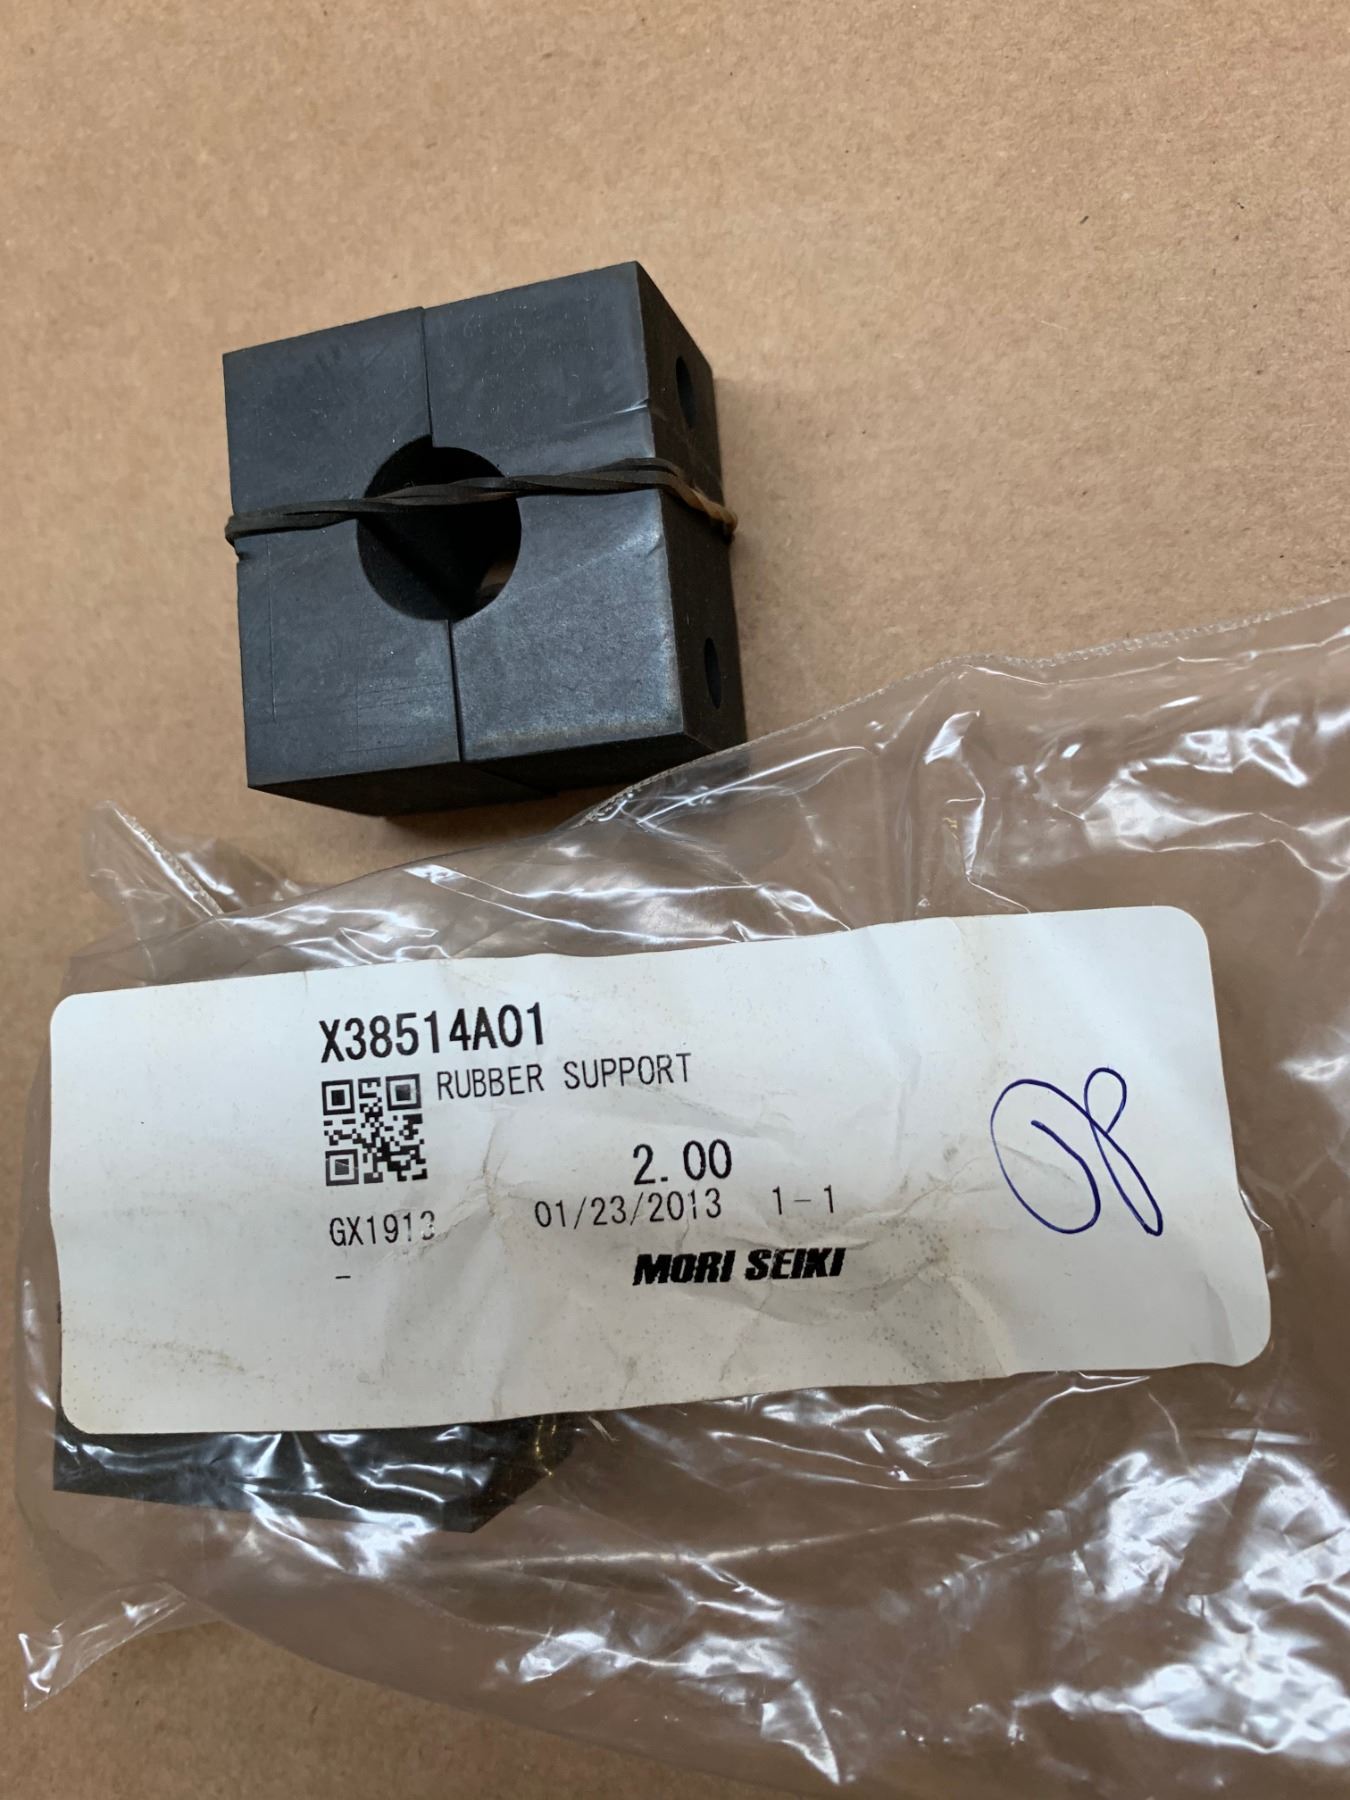 X38514A01
RUBBER SUPPORT
2.00
GX1913 01/23/2013 1-1
-
MORI SEIKI